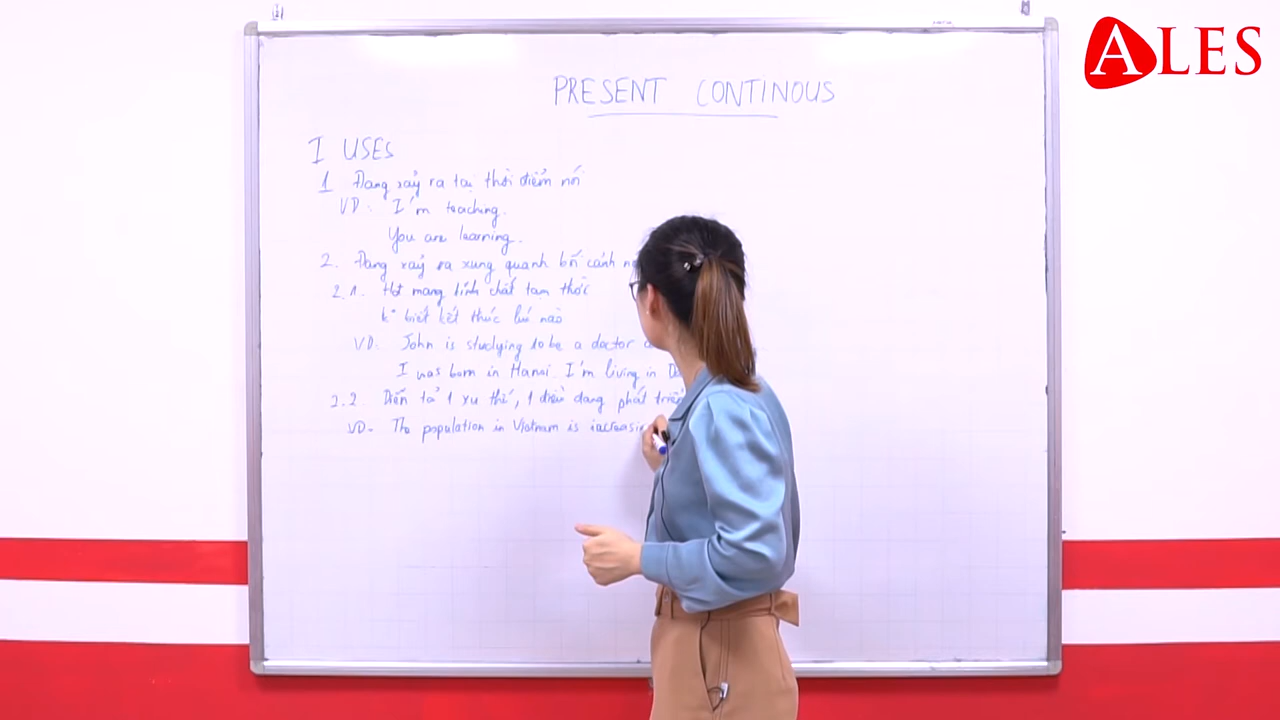 ALES
PRESENT CONTINOUS
I USES
1 Đang xảy ra tại thời điểm nói
VD: I'm teaching.
You are learning.
2. Đang xảy ra xung quanh bối cảnh
2.1. Hđ mang tính chất tạm thời
k° biết kết thúc lúc nào
VD: John is studying to be a doctor
I was born in Hanoi. I'm living in
2.2. Diễn tả 1 xu thế, 1 điều đang phát triển
VD: The population in Vietnam is increasin